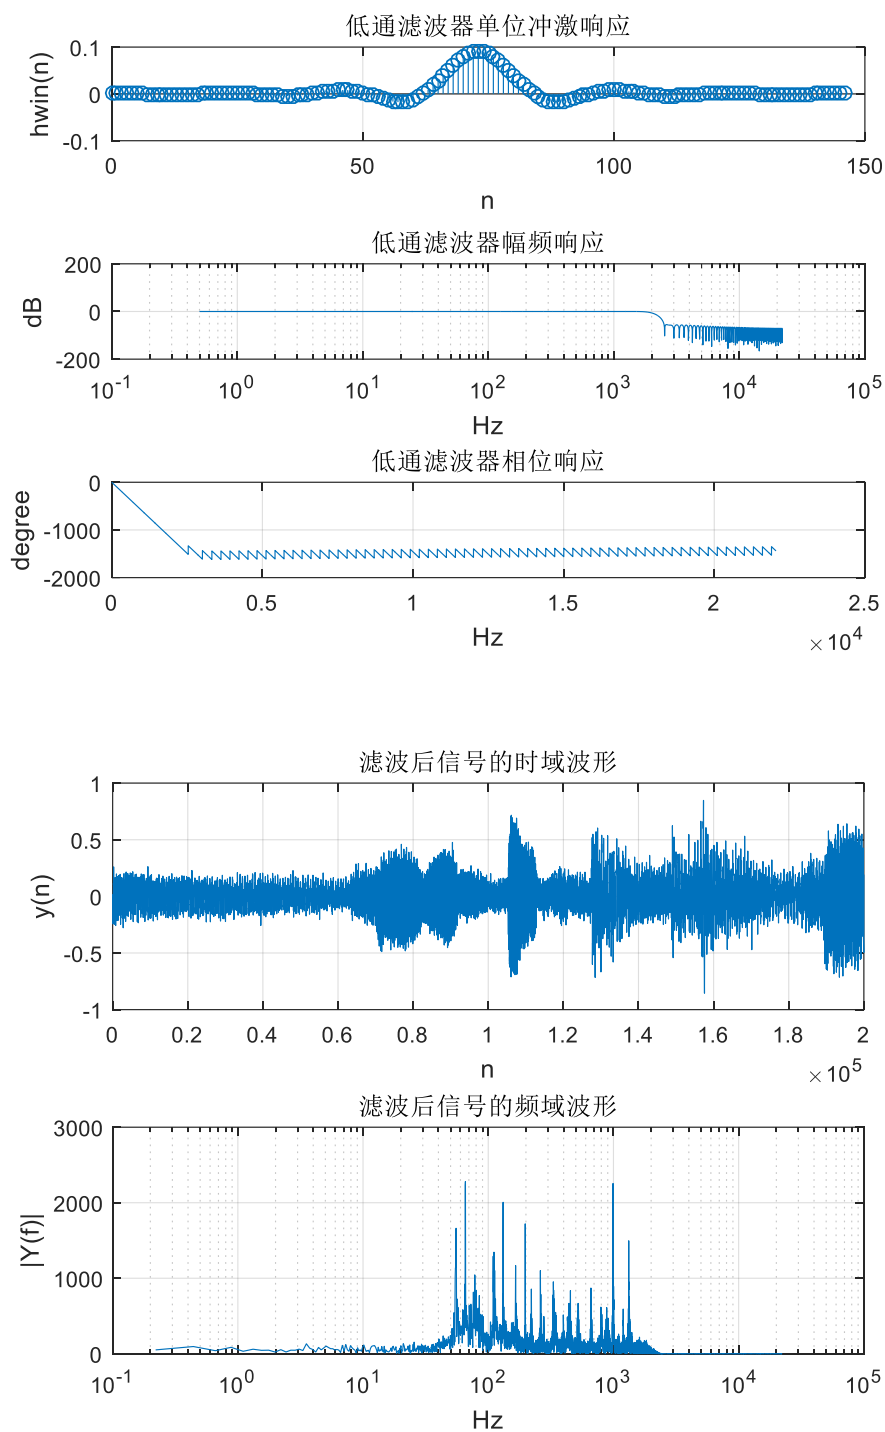 低通滤波器单位冲激响应
hwin(n)
0.1
0
-0.1
0 50 100 150
n
低通滤波器幅频响应
dB
200
0
-200
10^-1 10^0 10^1 10^2 10^3 10^4 10^5
Hz
低通滤波器相位响应
degree
0
-1000
-2000
0 0.5 1 1.5 2 2.5
Hz
×10^4
滤波后信号的时域波形
y(n)
1
0.5
0
-0.5
-1
0 0.2 0.4 0.6 0.8 1 1.2 1.4 1.6 1.8 2
n
×10^5
滤波后信号的频域波形
|Y(f)|
3000
2000
1000
0
10^-1 10^0 10^1 10^2 10^3 10^4 10^5
Hz